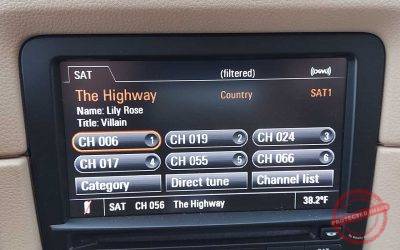 SAT (filtered)
The Highway Country SAT1
Name: Lily Rose
Title: Villain
CH 006 1 CH 019 2 CH 024 3
CH 017 4 CH 055 5 CH 066 6
Category Direct tune Channel list
SAT CH 056 The Highway 38.2°F
PROTECTED IMAGE